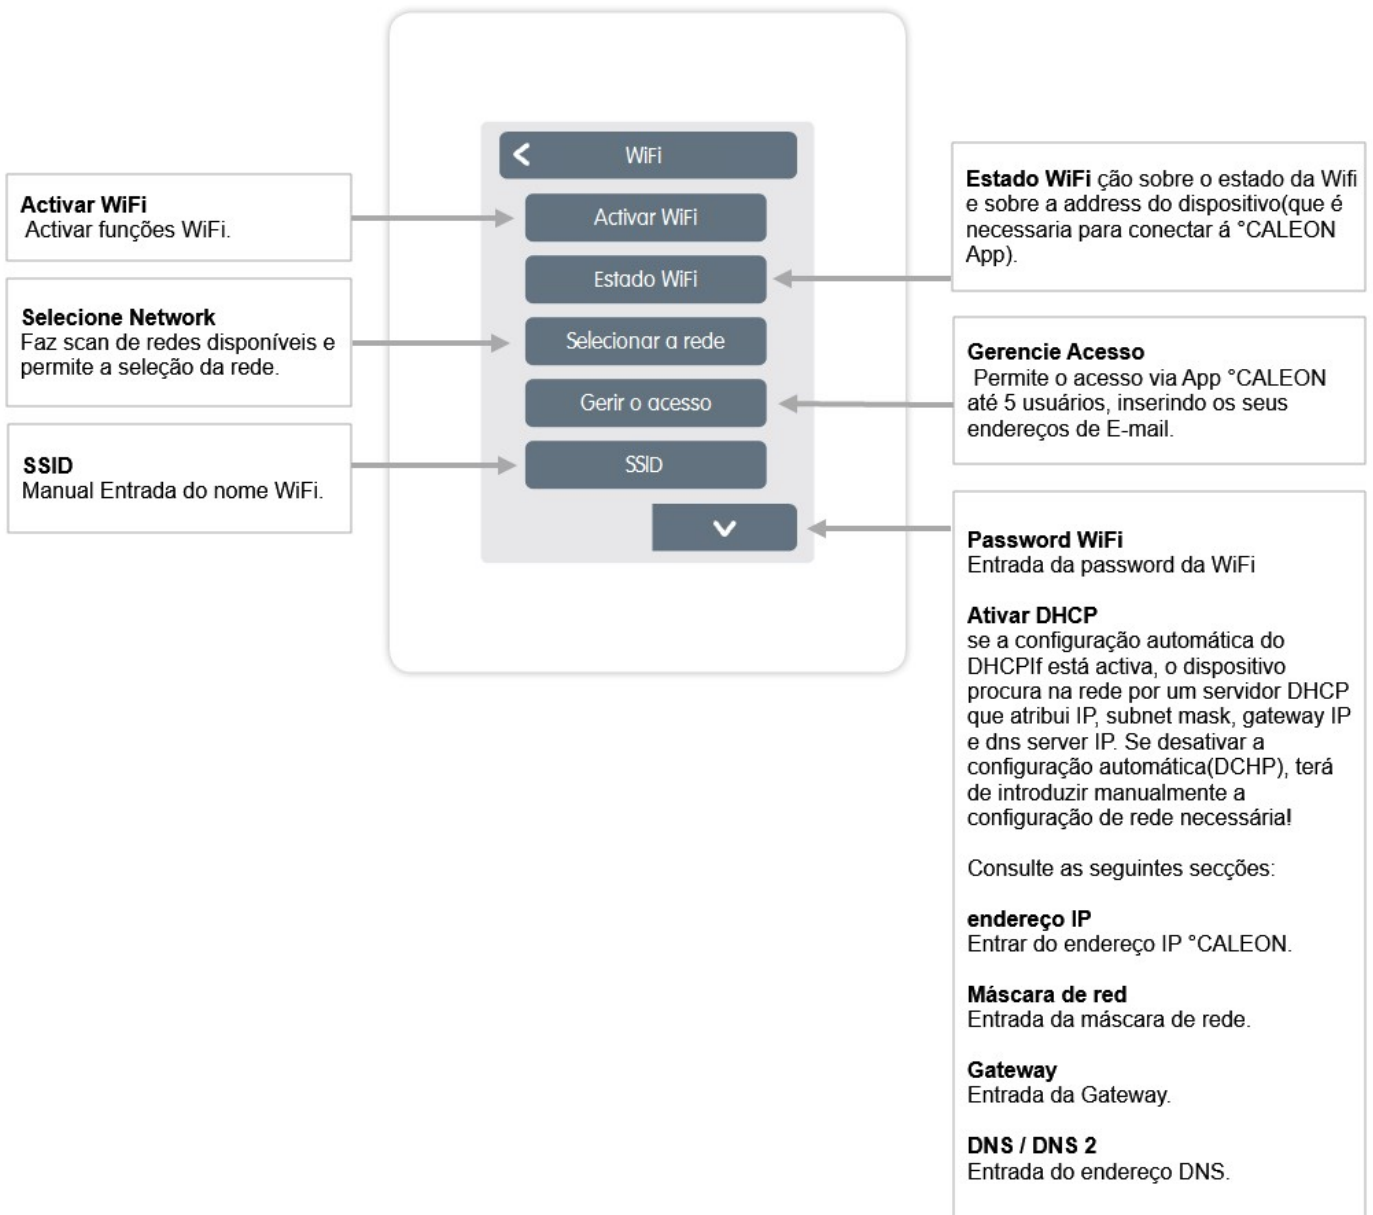 Activar WiFi
Activar funções WiFi.
Selecione Network
Faz scan de redes disponíveis e
permite a seleção da rede.
SSID
Manual Entrada do nome WiFi.
WiFi
Activar WiFi
Estado WiFi
Selecionar a rede
Gerir o acesso
SSID
Estado WiFi ção sobre o estado da Wifi
e sobre a address do dispositivo(que é
necessaria para conectar á °CALEON
App).
Gerencie Acesso
Permite o acesso via App °CALEON
até 5 usuários, inserindo os seus
endereços de E-mail.
Password WiFi
Entrada da password da WiFi
Ativar DHCP
se a configuração automática do
DHCPIf está activa, o dispositivo
procura na rede por um servidor DHCP
que atribui IP, subnet mask, gateway IP
e dns server IP. Se desativar a
configuração automática(DCHP), terá
de introduzir manualmente a
configuração de rede necessária!
Consulte as seguintes secções:
endereço IP
Entrar do endereço IP °CALEON.
Máscara de red
Entrada da máscara de rede.
Gateway
Entrada da Gateway.
DNS / DNS 2
Entrada do endereço DNS.